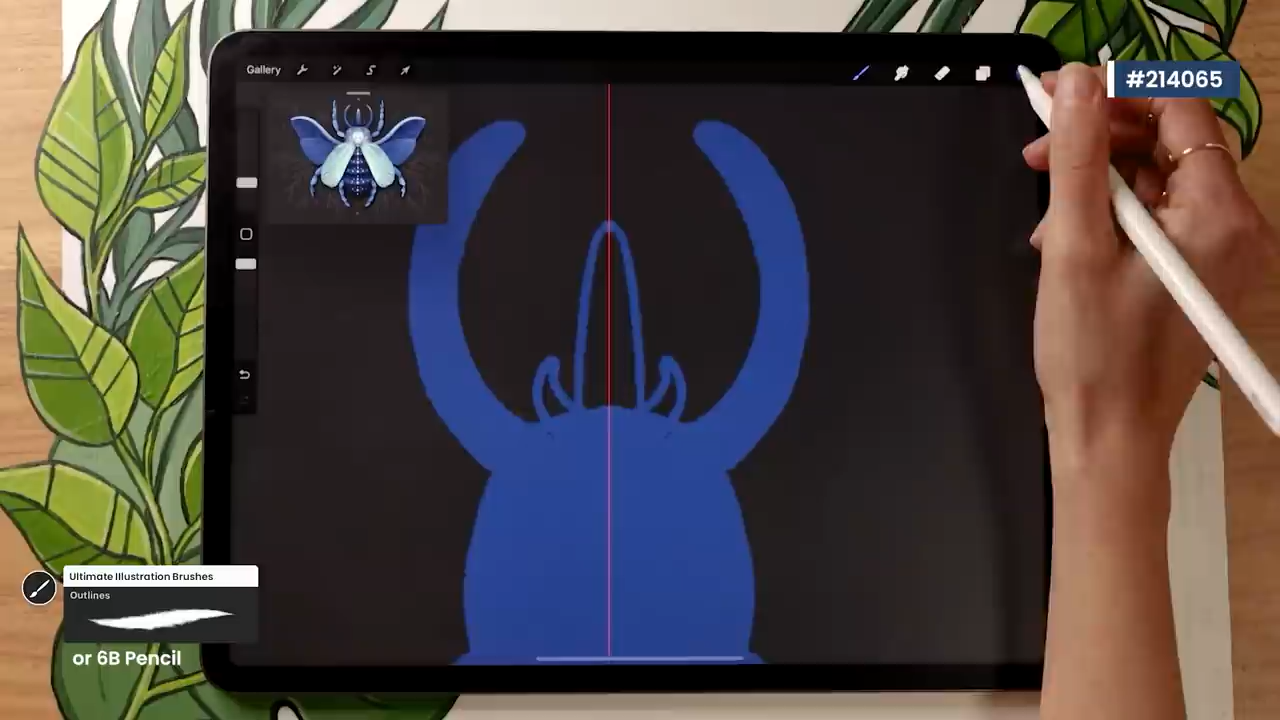 Gallery
#214065
Ultimate Illustration Brushes
Outlines
or 6B Pencil